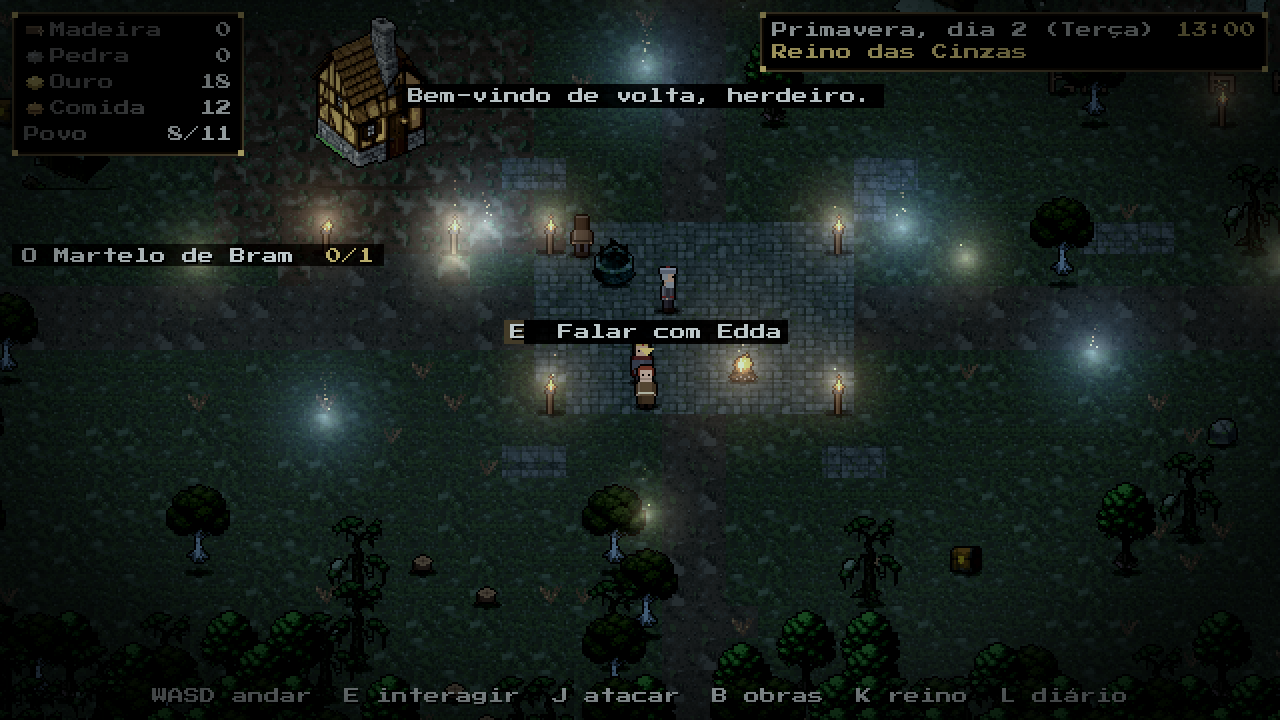 Madeira 0
Pedra 0
Ouro 18
Comida 12
Povo 8/11
Primavera, dia 2 (Terça) 13:00
Reino das Cinzas
Bem-vindo de volta, herdeiro.
O Martelo de Bram 0/1
E Falar com Edda
WASD andar E interagir J atacar B obras K reino L diário